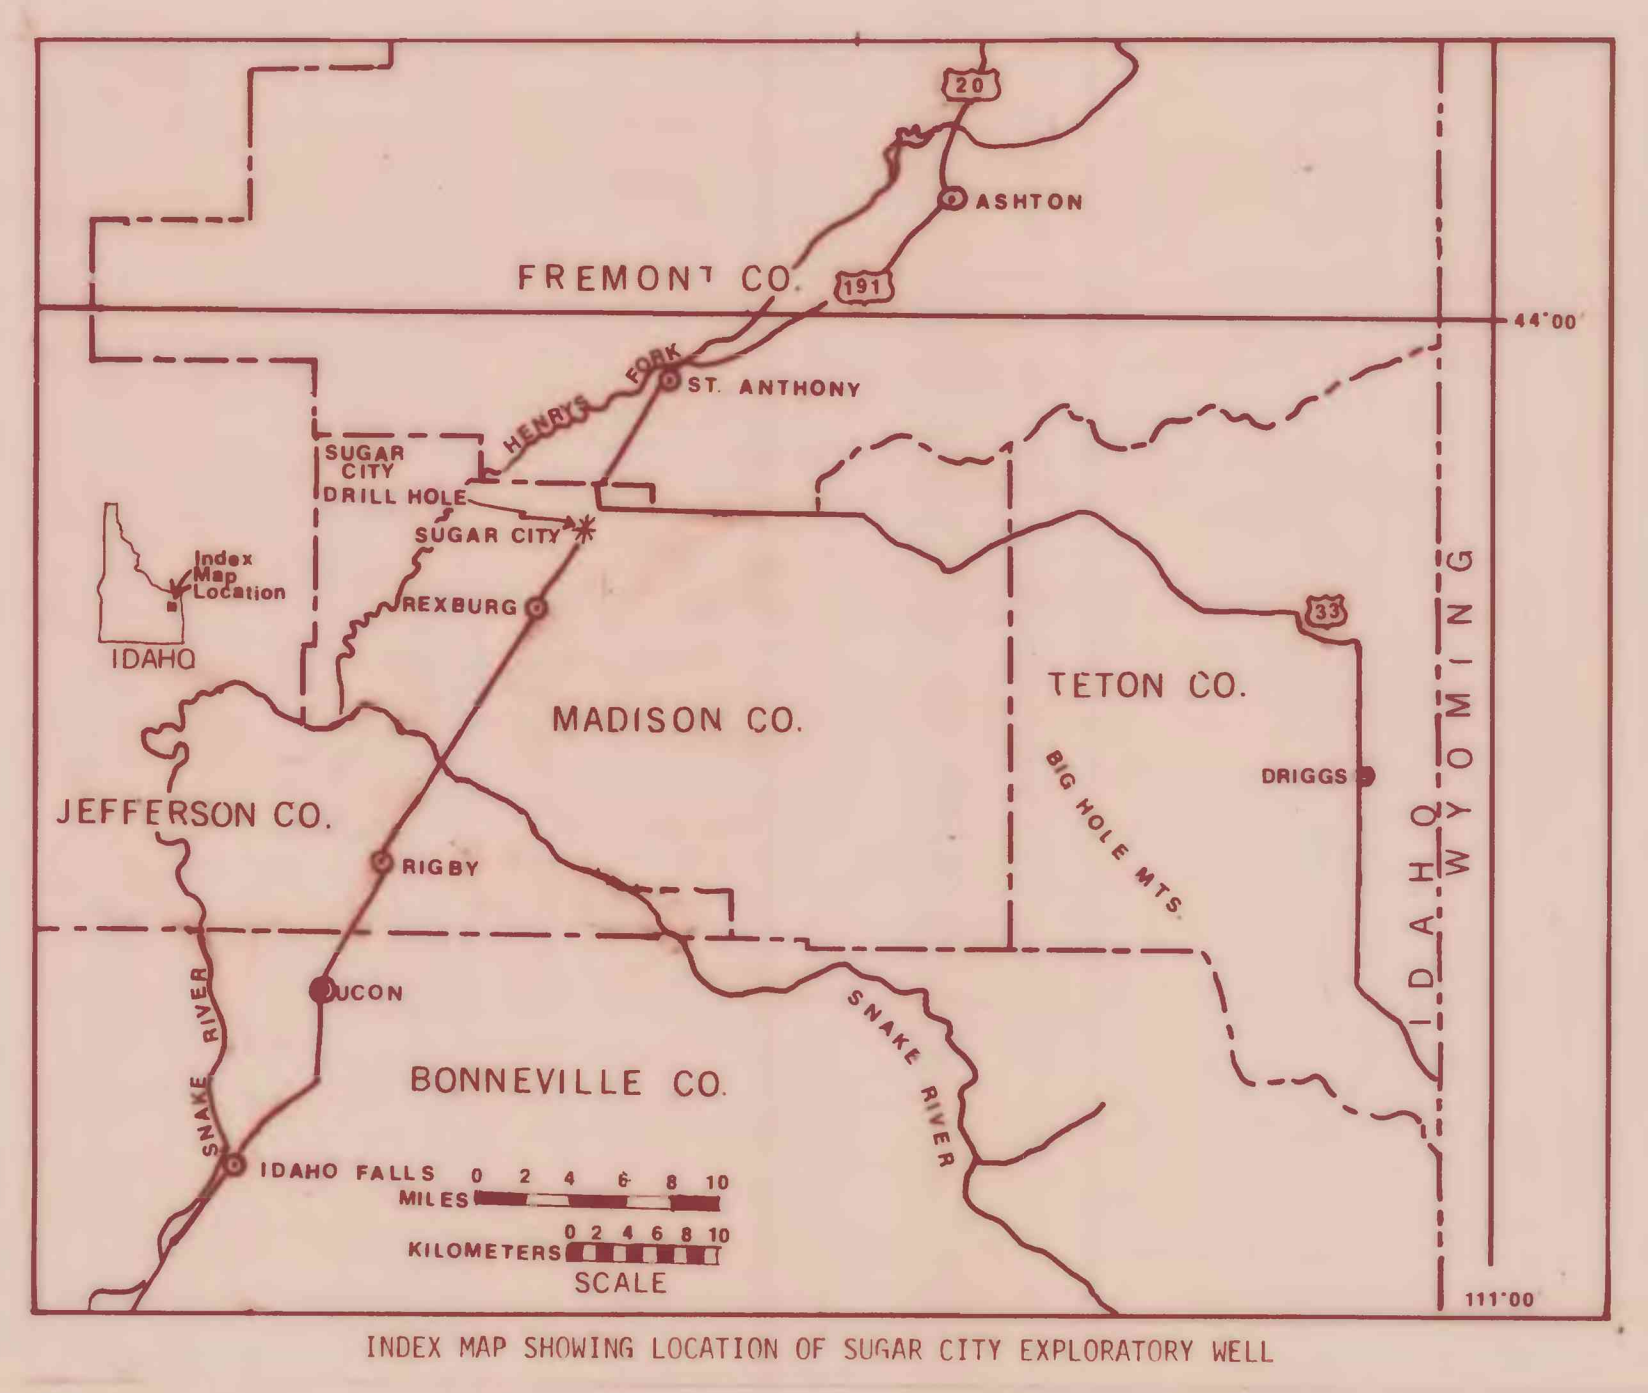 20
ASHTON
FREMONT CO.
191
44°00
HENRYS FORK
ST. ANTHONY
SUGAR
CITY
DRILL HOLE
SUGAR CITY
Index
Map
Location
IDAHO
REXBURG
33
WYOMING
TETON CO.
MADISON CO.
BIG HOLE MTS.
DRIGGS
JEFFERSON CO.
IDAHO
RIGBY
UCON
SNAKE RIVER
SNAKE RIVER
BONNEVILLE CO.
IDAHO FALLS
0 2 4 6 8 10
MILES
0 2 4 6 8 10
KILOMETERS
SCALE
111°00
INDEX MAP SHOWING LOCATION OF SUGAR CITY EXPLORATORY WELL